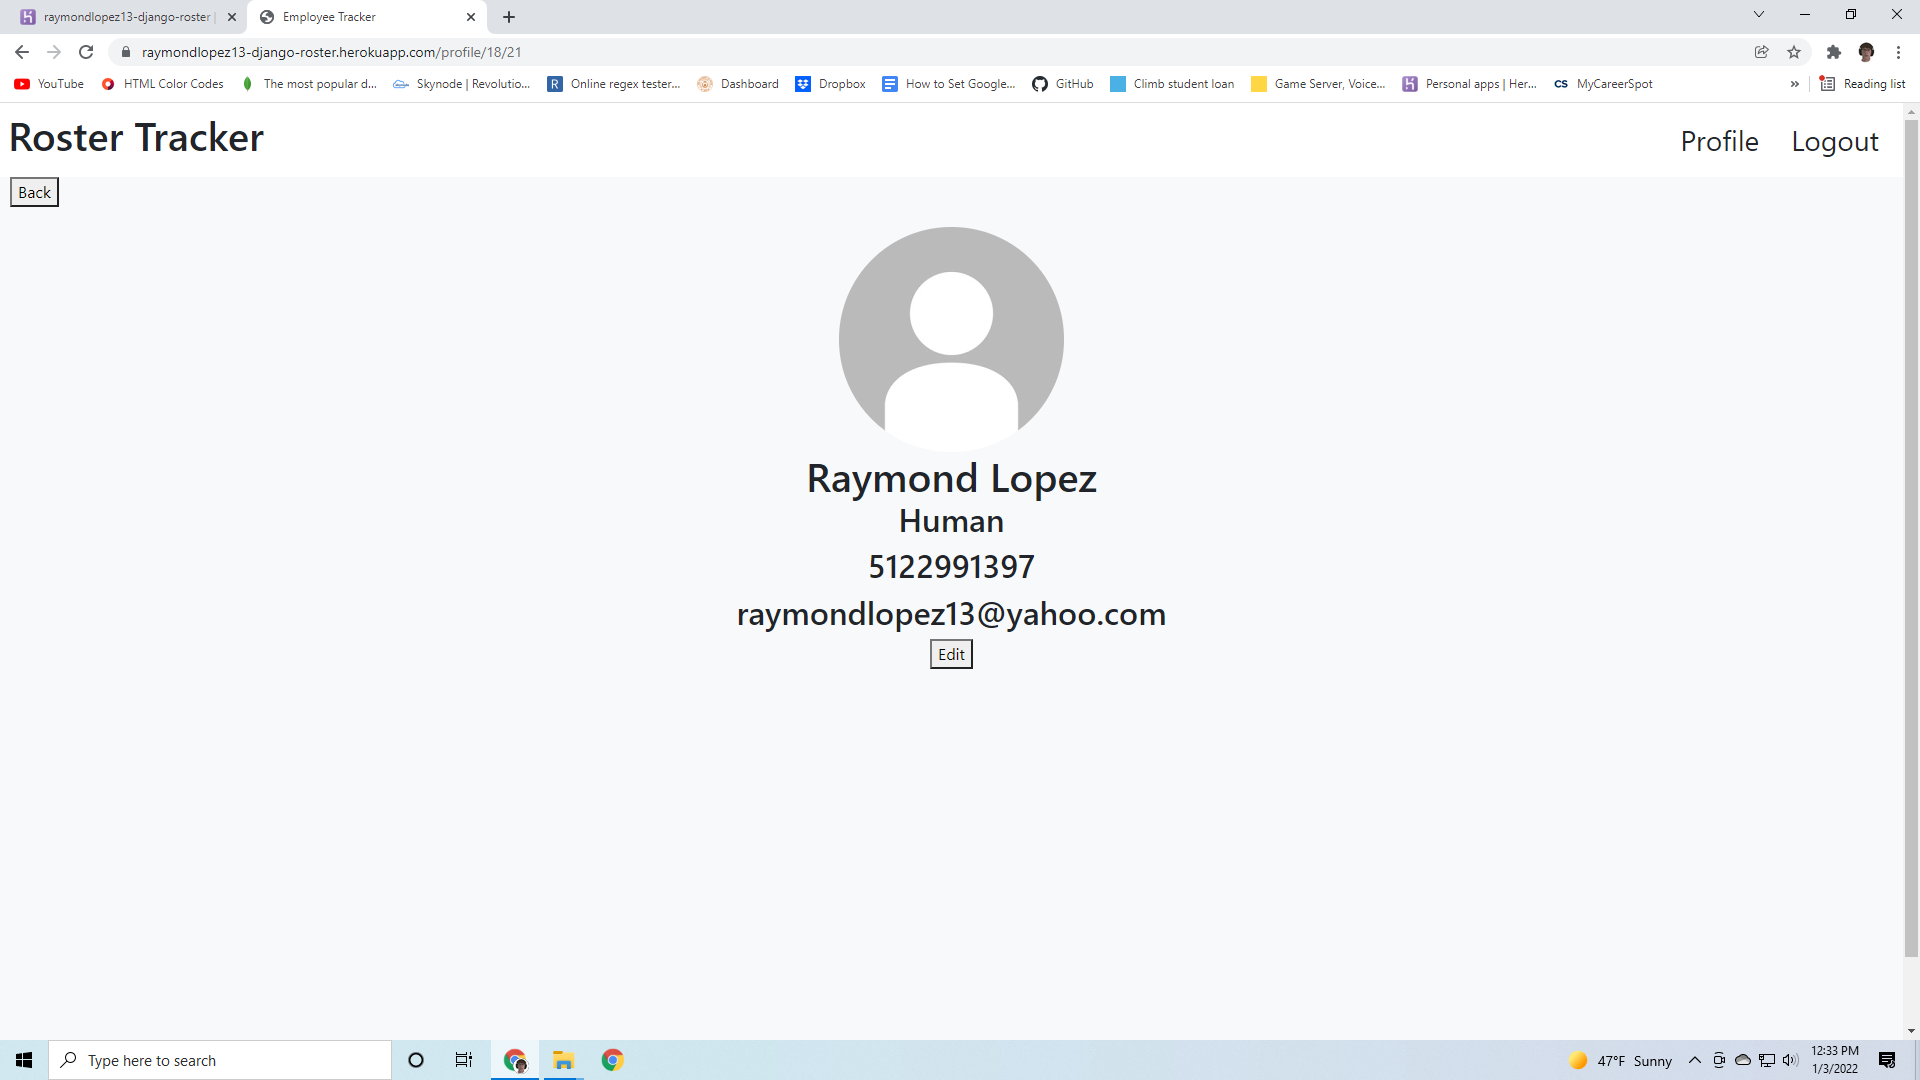 raymondlopez13-django-roster |
Employee Tracker
raymondlopez13-django-roster.herokuapp.com/profile/18/21
YouTube
HTML Color Codes
The most popular d...
Skynode | Revolutio...
R
Online regex tester...
Dashboard
Dropbox
How to Set Google...
GitHub
Climb student loan
Game Server, Voice...
Personal apps | Her...
CS
MyCareerSpot
»
Reading list
Roster Tracker
Profile
Logout
Back
Raymond Lopez
Human
5122991397
raymondlopez13@yahoo.com
Edit
Type here to search
47°F Sunny
12:33 PM
1/3/2022